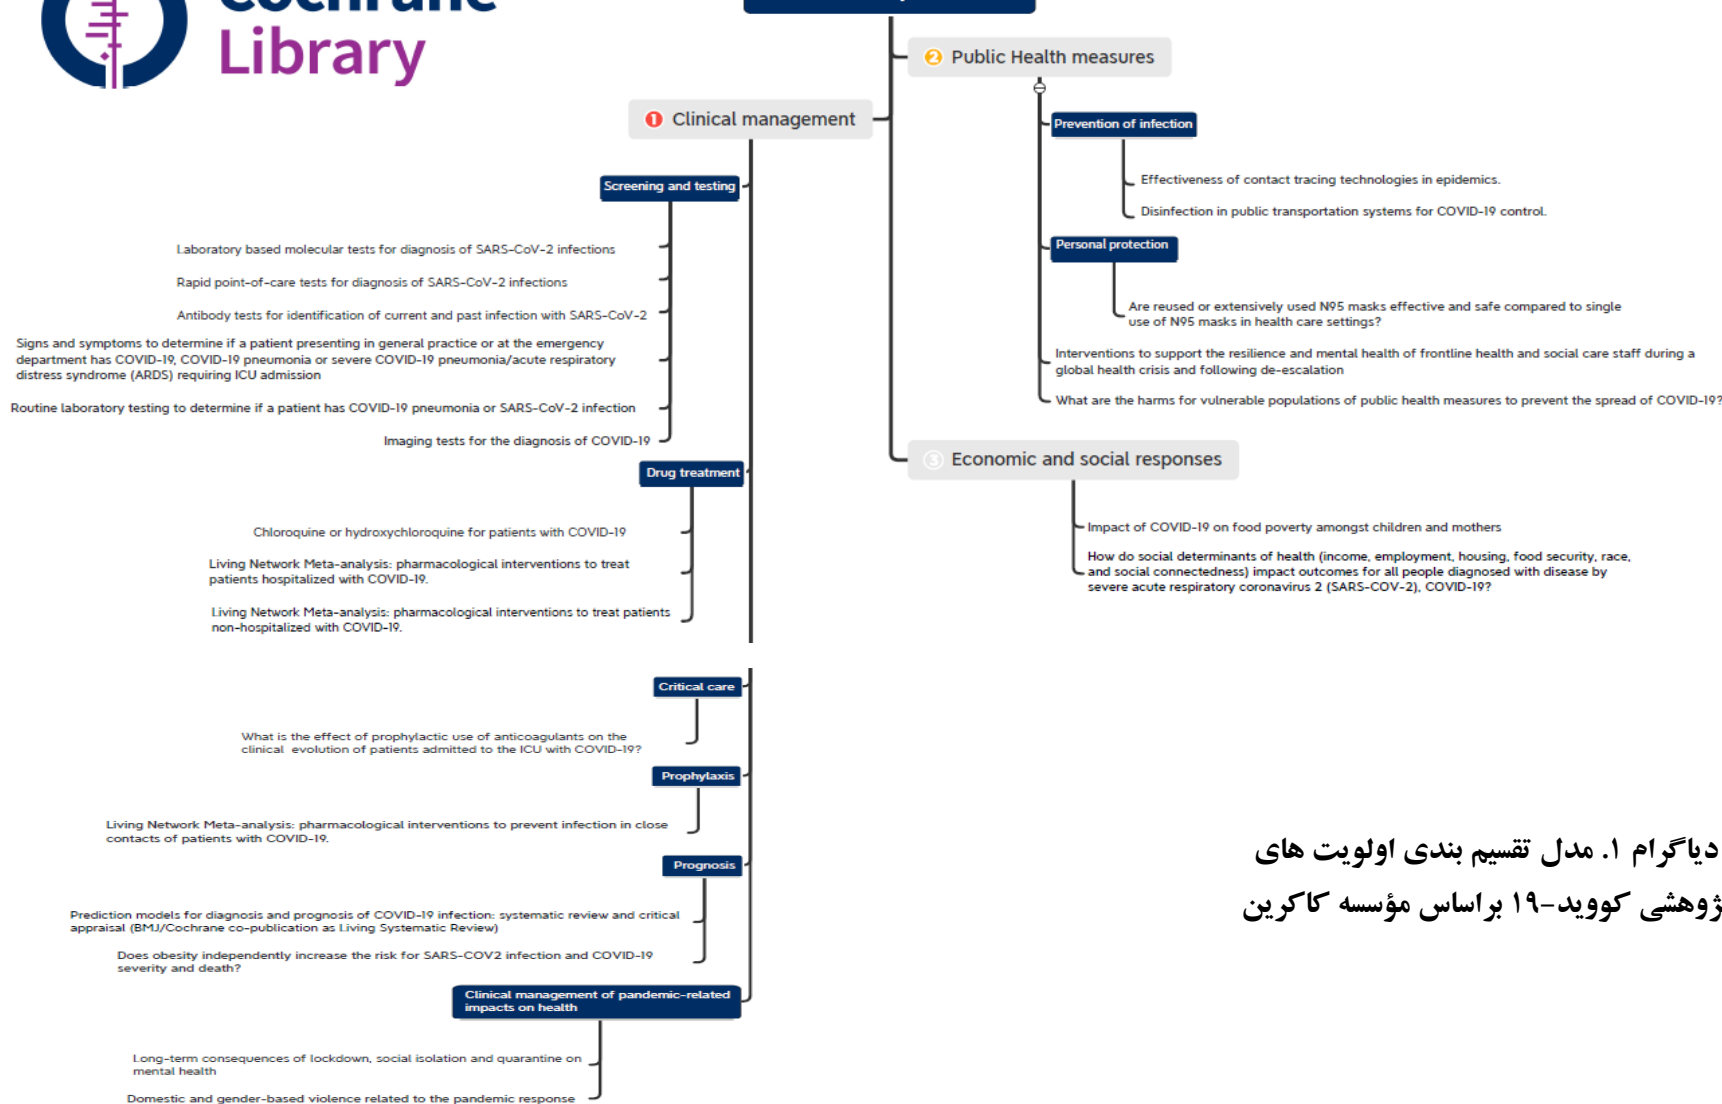 Cochrane
Library
❷ Public Health measures
❶ Clinical management
Prevention of infection
Effectiveness of contact tracing technologies in epidemics.
Disinfection in public transportation systems for COVID-19 control.
Personal protection
Are reused or extensively used N95 masks effective and safe compared to single
use of N95 masks in health care settings?
Interventions to support the resilience and mental health of frontline health and social care staff during a
global health crisis and following de-escalation
What are the harms for vulnerable populations of public health measures to prevent the spread of COVID-19?
③ Economic and social responses
Impact of COVID-19 on food poverty amongst children and mothers
How do social determinants of health (income, employment, housing, food security, race,
and social connectedness) impact outcomes for all people diagnosed with disease by
severe acute respiratory coronavirus 2 (SARS-COV-2), COVID-19?
Screening and testing
Laboratory based molecular tests for diagnosis of SARS-CoV-2 infections
Rapid point-of-care tests for diagnosis of SARS-CoV-2 infections
Antibody tests for identification of current and past infection with SARS-CoV-2
Signs and symptoms to determine if a patient presenting in general practice or at the emergency
department has COVID-19, COVID-19 pneumonia or severe COVID-19 pneumonia/acute respiratory
distress syndrome (ARDS) requiring ICU admission
Routine laboratory testing to determine if a patient has COVID-19 pneumonia or SARS-CoV-2 infection
Imaging tests for the diagnosis of COVID-19
Drug treatment
Chloroquine or hydroxychloroquine for patients with COVID-19
Living Network Meta-analysis: pharmacological interventions to treat
patients hospitalized with COVID-19.
Living Network Meta-analysis: pharmacological interventions to treat patients
non-hospitalized with COVID-19.
Critical care
What is the effect of prophylactic use of anticoagulants on the
clinical evolution of patients admitted to the ICU with COVID-19?
Prophylaxis
Living Network Meta-analysis: pharmacological interventions to prevent infection in close
contacts of patients with COVID-19.
Prognosis
Prediction models for diagnosis and prognosis of COVID-19 infection: systematic review and critical
appraisal (BMJ/Cochrane co-publication as Living Systematic Review)
Does obesity independently increase the risk for SARS-COV2 infection and COVID-19
severity and death?
Clinical management of pandemic-related
impacts on health
Long-term consequences of lockdown, social isolation and quarantine on
mental health
Domestic and gender-based violence related to the pandemic response
دیاگرام ۱. مدل تقسیم بندی اولویت های
ژوهشی کووید-۱۹ براساس مؤسسه کاکرین